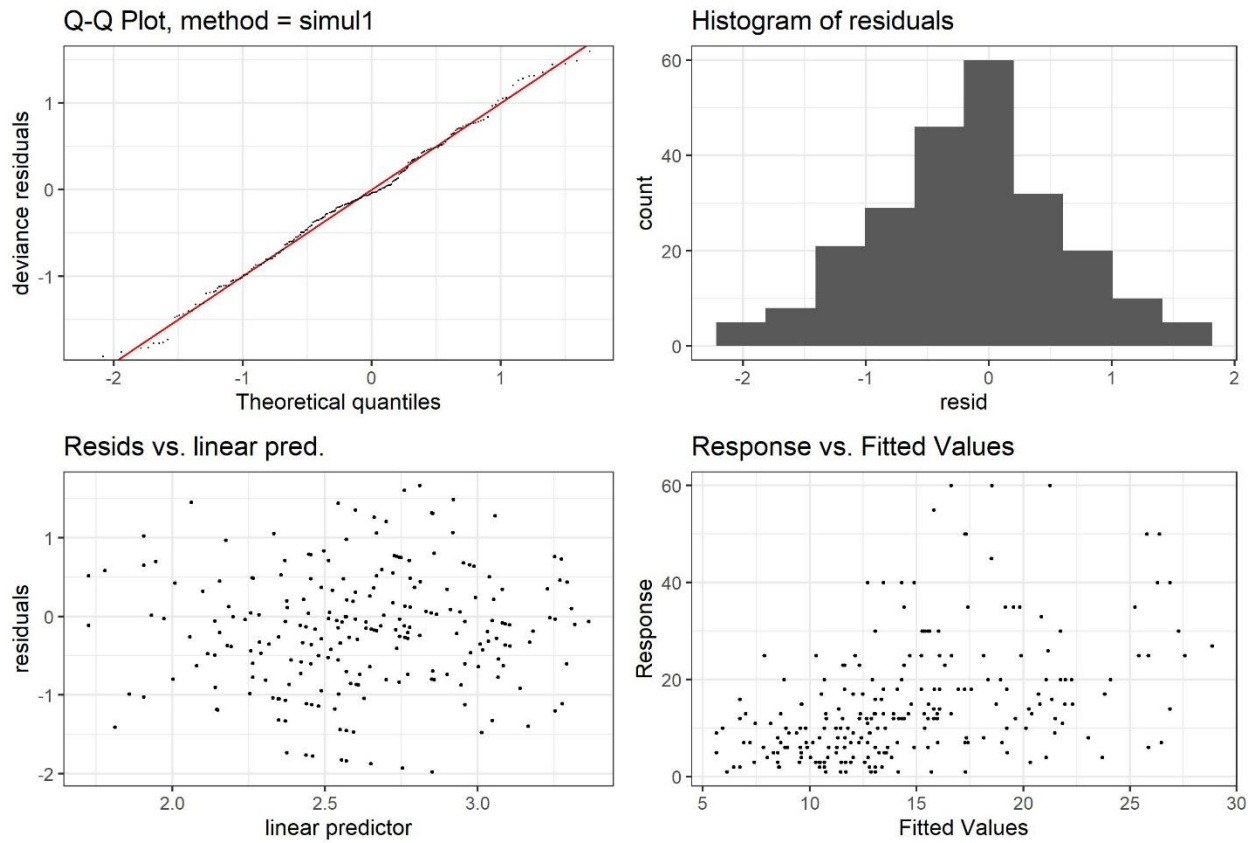 Q-Q Plot, method = simul1
deviance residuals
1
0
-1
-2
-1
0
1
Theoretical quantiles
Histogram of residuals
count
60
40
20
0
-2
-1
0
1
2
resid
Resids vs. linear pred.
residuals
1
0
-1
-2
2.0
2.5
3.0
linear predictor
Response vs. Fitted Values
Response
60
40
20
0
5
10
15
20
25
30
Fitted Values